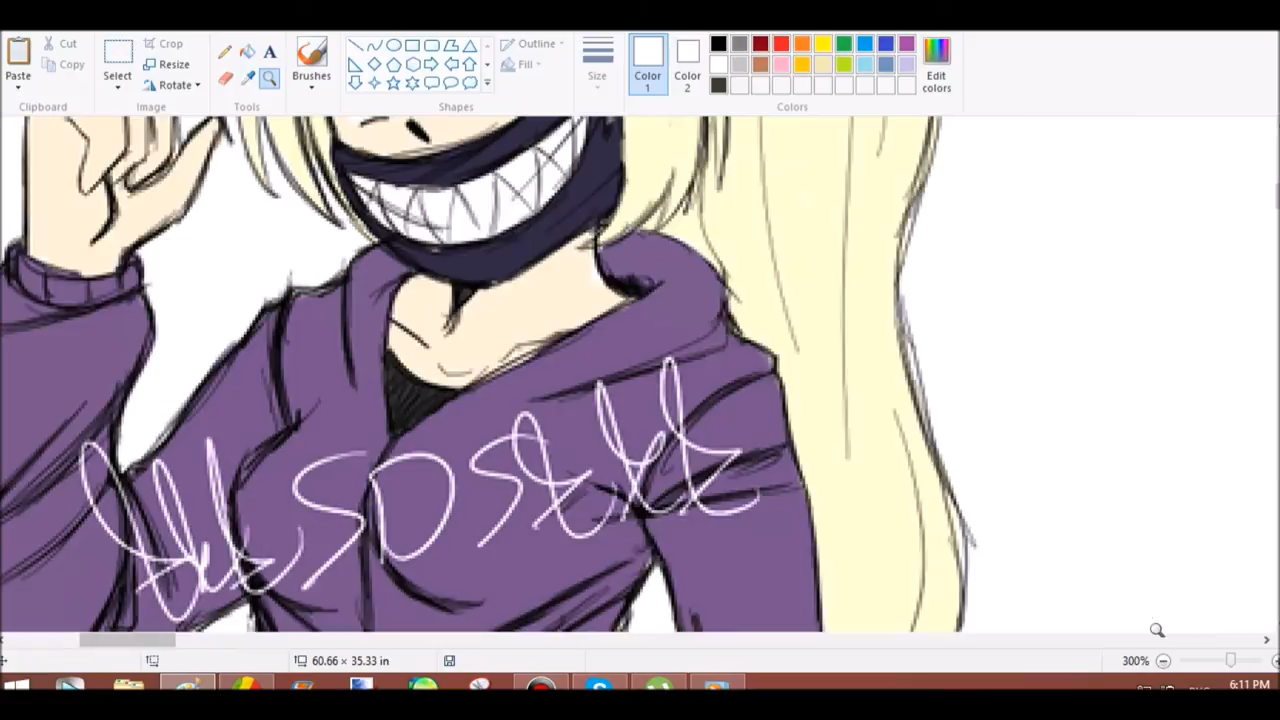 Paste
Cut
Copy
Clipboard
Select
Crop
Resize
Rotate
Image
Tools
Brushes
Shapes
Outline
Fill
Size
Color 1
Color 2
Edit colors
Colors
60.66 × 35.33 in
300%
6:11 PM